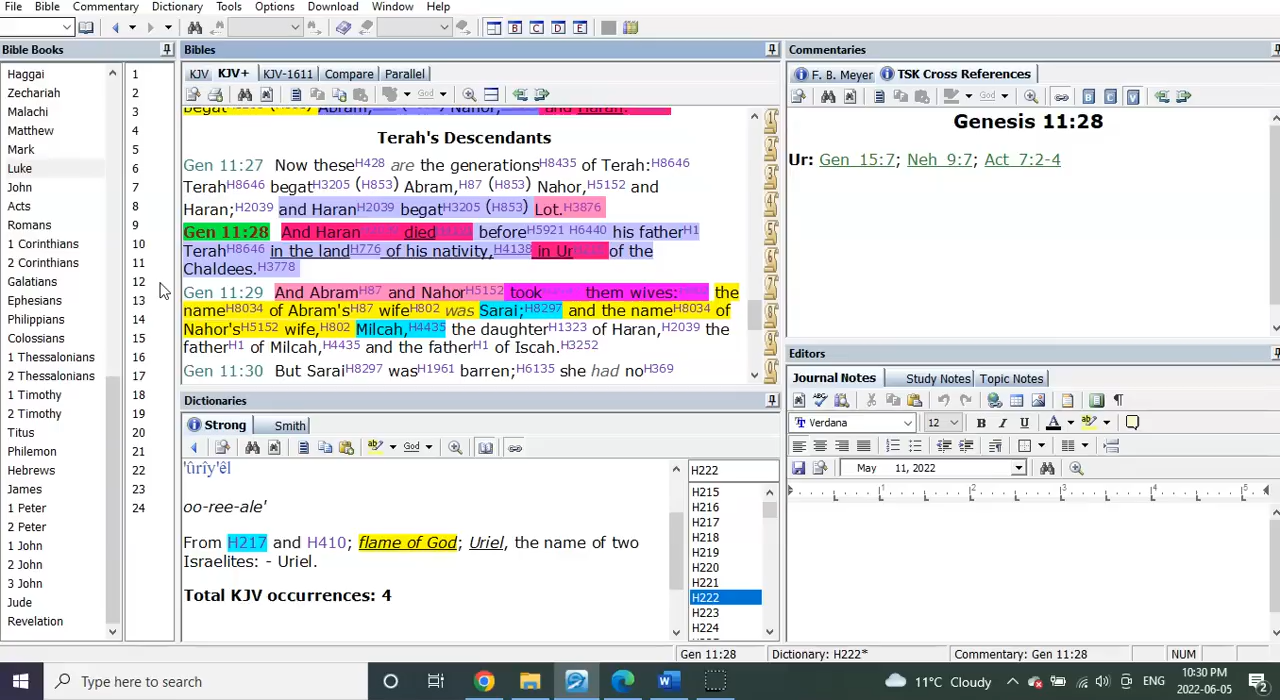 File Bible Commentary Dictionary Tools Options Download Window Help
B C D E
Bible Books
Haggai
Zechariah
Malachi
Matthew
Mark
Luke
John
Acts
Romans
1 Corinthians
2 Corinthians
Galatians
Ephesians
Philippians
Colossians
1 Thessalonians
2 Thessalonians
1 Timothy
2 Timothy
Titus
Philemon
Hebrews
James
1 Peter
2 Peter
1 John
2 John
3 John
Jude
Revelation
1
2
3
4
5
6
7
8
9
10
11
12
13
14
15
16
17
18
19
20
21
22
23
24
Bibles
KJV KJV+ KJV-1611 Compare Parallel
God
Abram, Nahor,
Terah's Descendants
Gen 11:27 Now theseH428 are the generationsH8435 of Terah:H8646
TerahH8646 begatH3205 (H853) Abram,H87 (H853) Nahor,H5152 and
Haran;H2039 and HaranH2039 begatH3205 (H853) Lot.H3876
Gen 11:28 And Haran died beforeH5921 H6440 his fatherH1
TerahH8646 in the landH776 of his nativity,H4138 in Ur of the
Chaldees.H3778
Gen 11:29 And AbramH87 and NahorH5152 took them wives: the
nameH8034 of Abram'sH87 wifeH802 was Sarai;H8297 and the nameH8034 of
Nahor'sH5152 wife,H802 Milcah,H4435 the daughterH1323 of Haran,H2039 the
fatherH1 of Milcah,H4435 and the fatherH1 of Iscah.H3252
Gen 11:30 But SaraiH8297 wasH1961 barren;H6135 she had noH369
Dictionaries
Strong Smith
God
'ûrîy'êl
oo-ree-ale'
From H217 and H410; flame of God; Uriel, the name of two
Israelites: - Uriel.
Total KJV occurrences: 4
H222
H215
H216
H217
H218
H219
H220
H221
H222
H223
H224
Commentaries
F. B. Meyer TSK Cross References
God B C V
Genesis 11:28
Ur: Gen 15:7; Neh 9:7; Act 7:2-4
Editors
Journal Notes Study Notes Topic Notes
Verdana 12 B I U A
May 11, 2022
1 2 3 4 5
Gen 11:28 Dictionary: H222* Commentary: Gen 11:28 NUM
Type here to search
11°C Cloudy
10:30 PM
2022-06-05
2